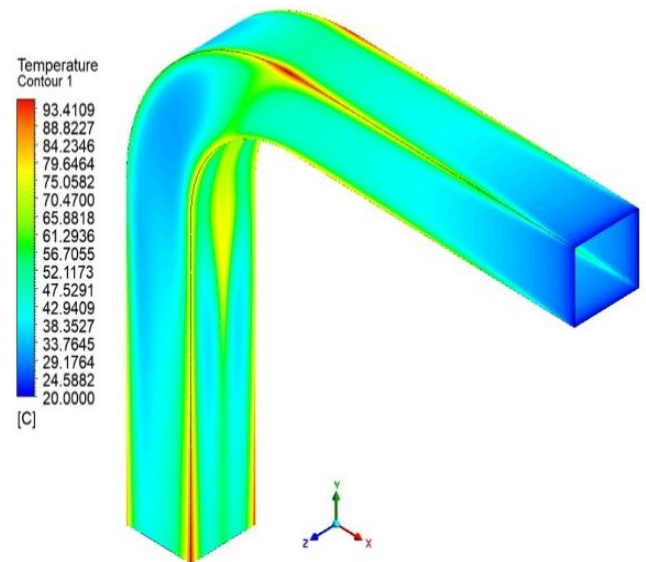 Temperature
Contour 1
93.4109
88.8227
84.2346
79.6464
75.0582
70.4700
65.8818
61.2936
56.7055
52.1173
47.5291
42.9409
38.3527
33.7645
29.1764
24.5882
20.0000
[C]
Y
Z
X